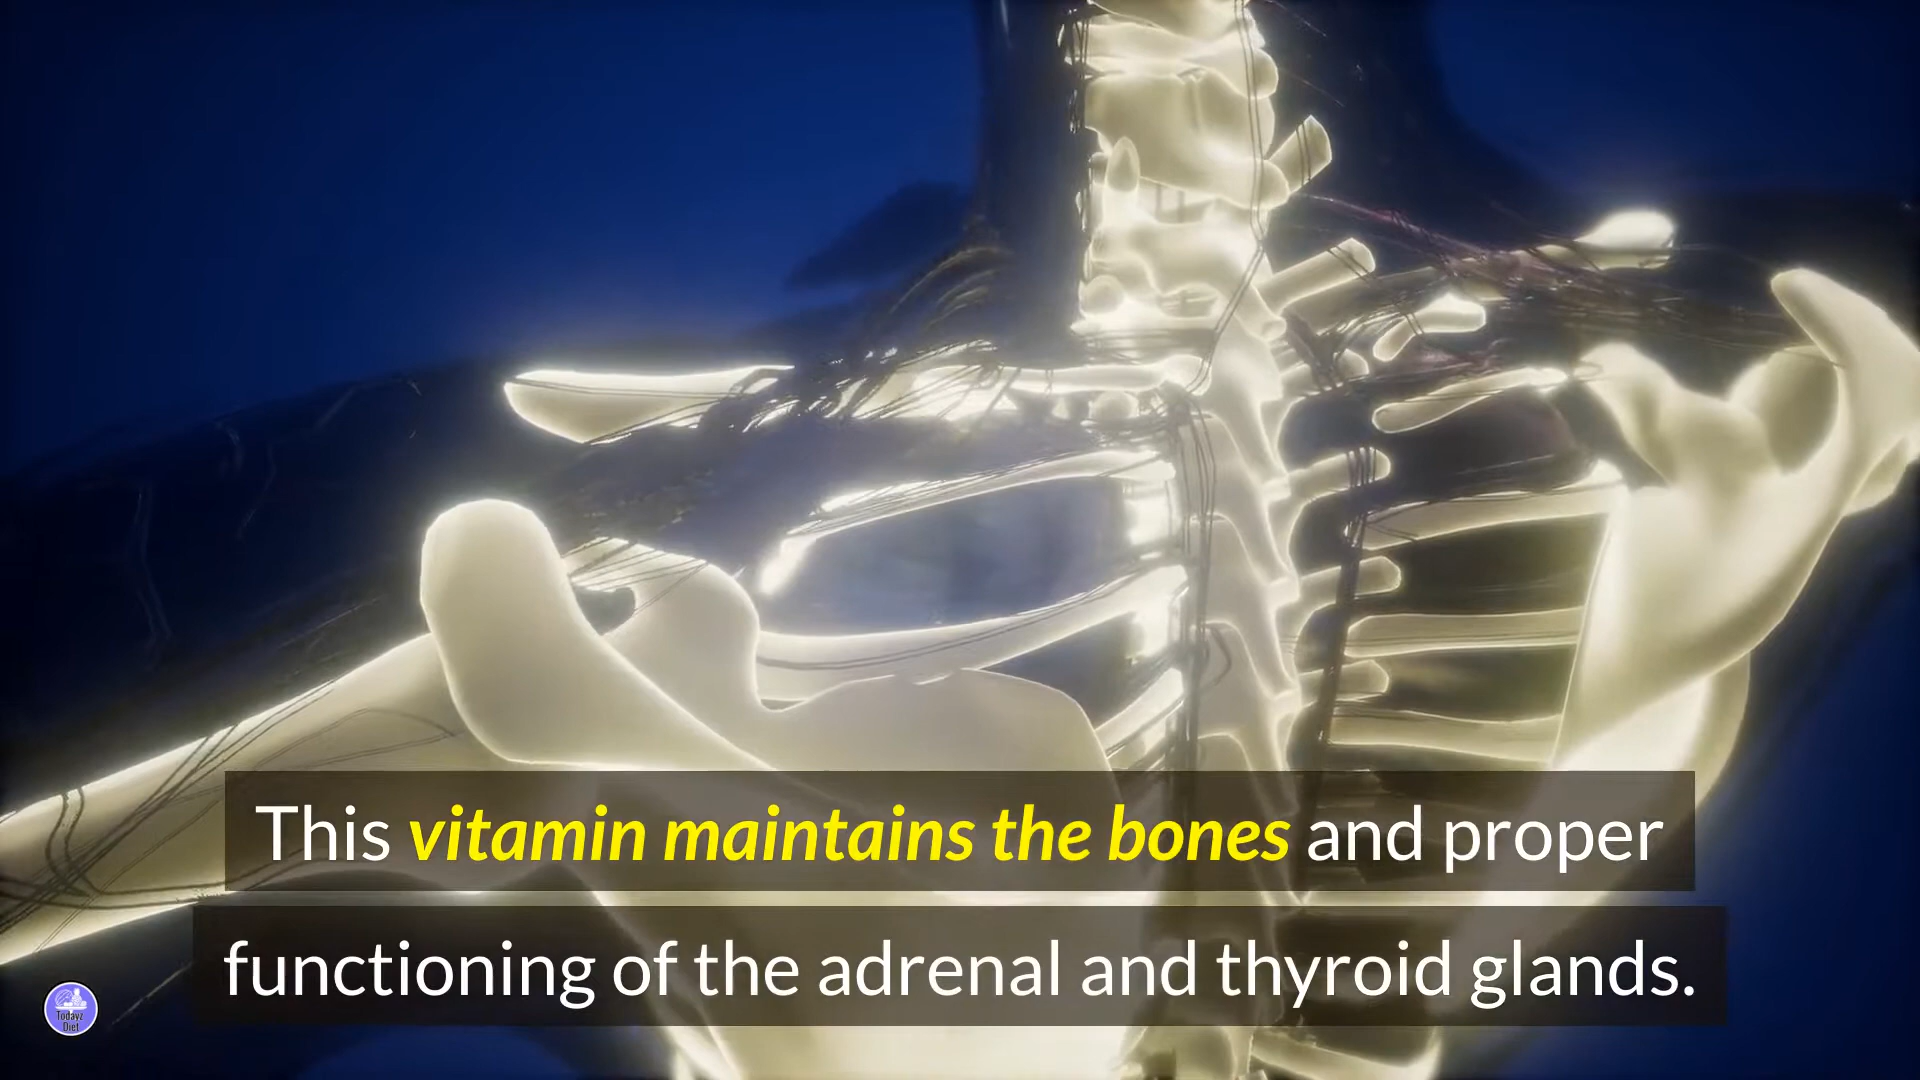 This vitamin maintains the bones and proper
functioning of the adrenal and thyroid glands.
Todayz
Diet